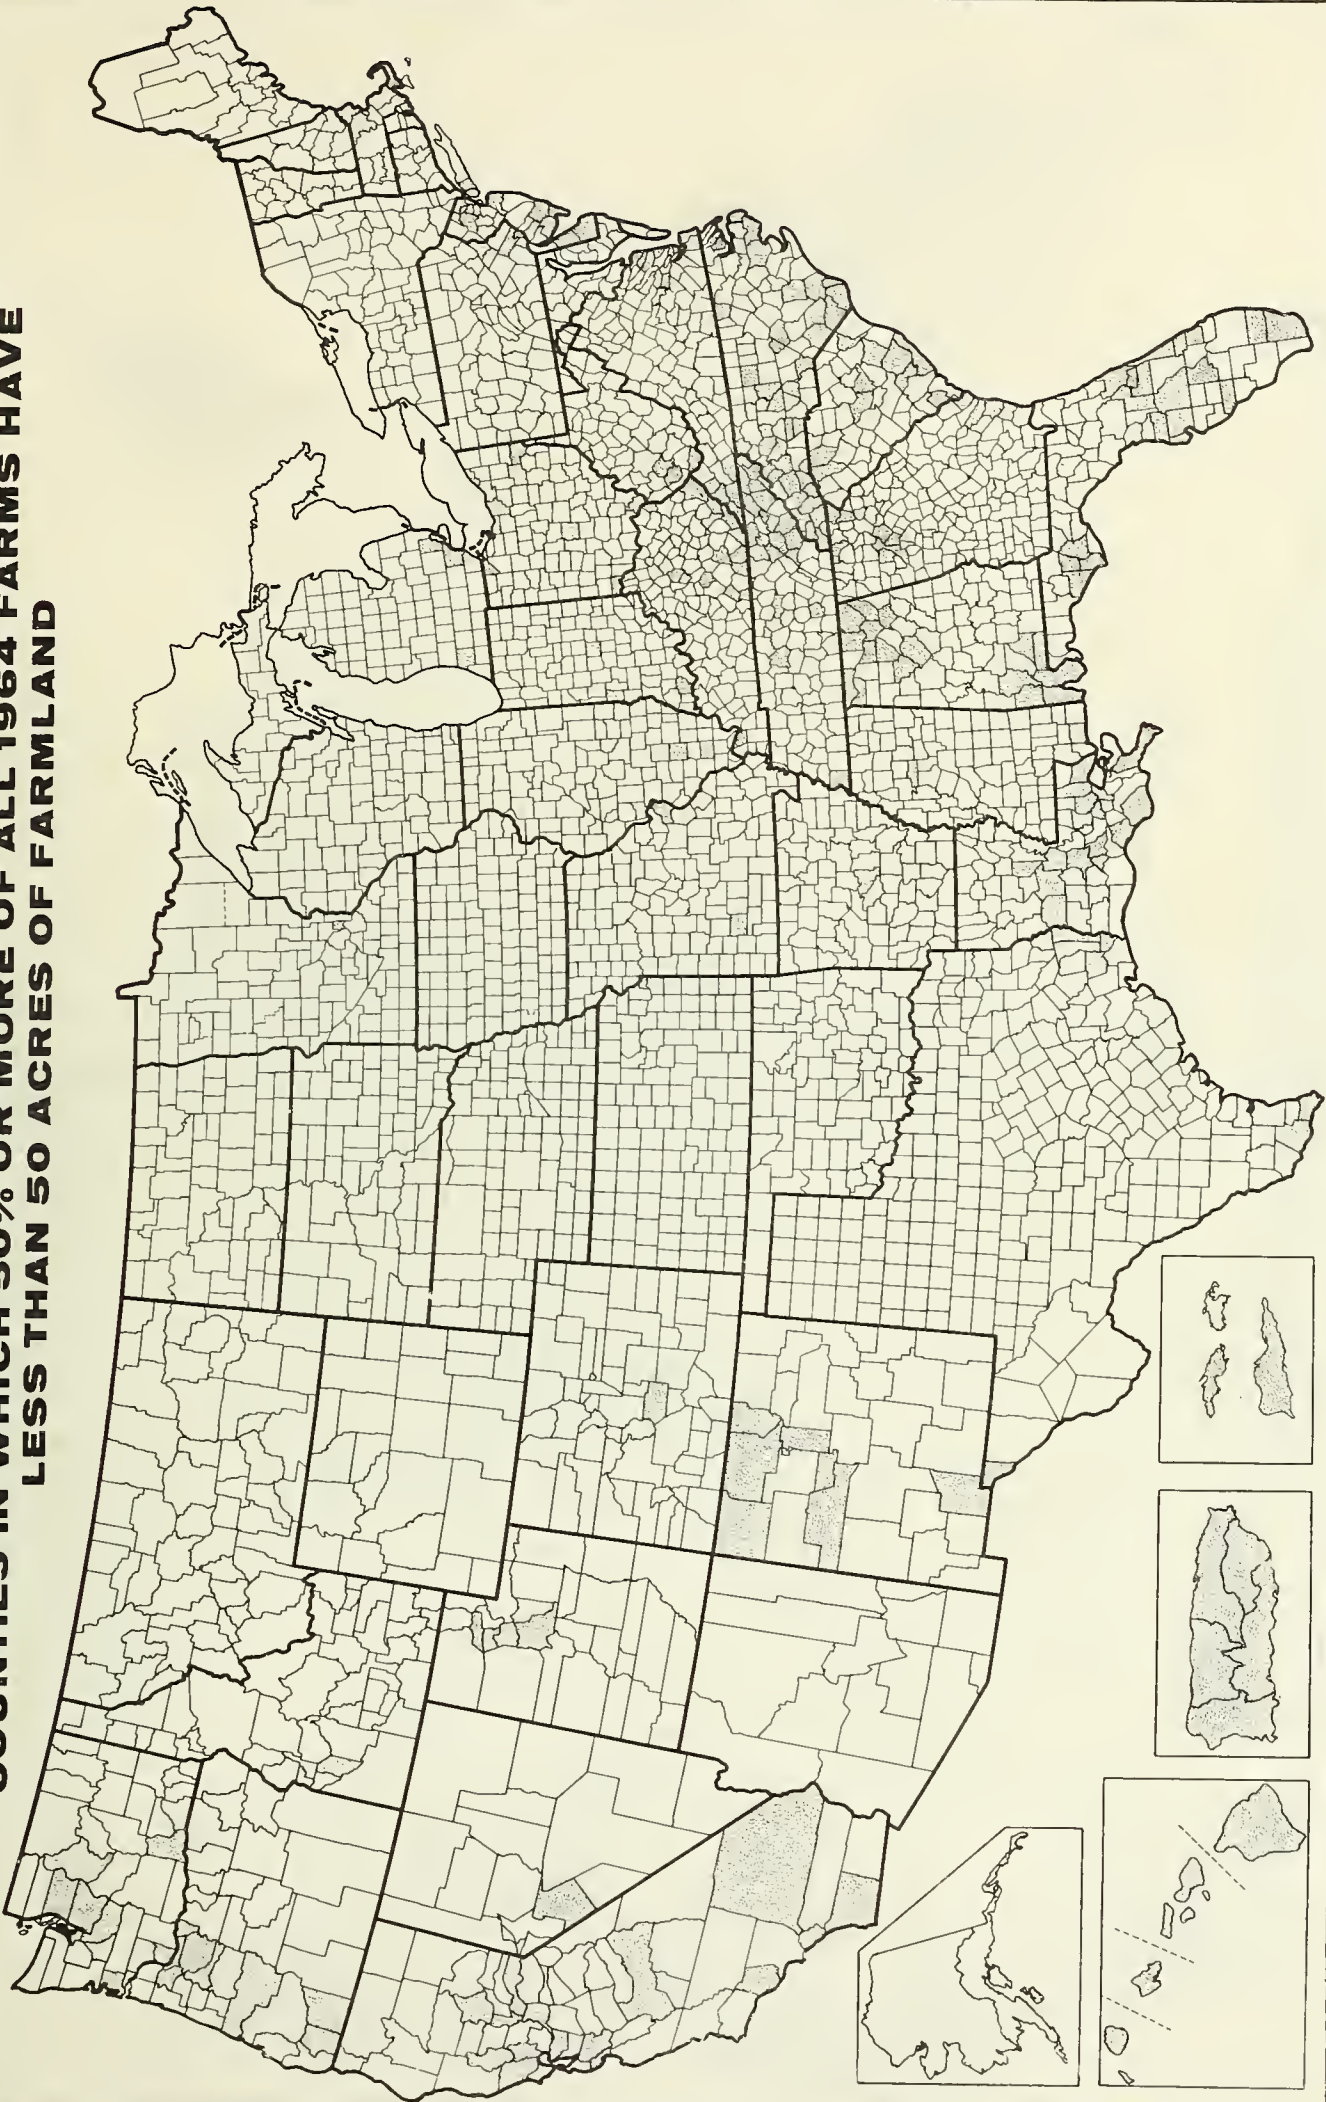 COUNTIES IN WHICH 50% OR MORE OF ALL 1964 FARMS HAVE
LESS THAN 50 ACRES OF FARMLAND